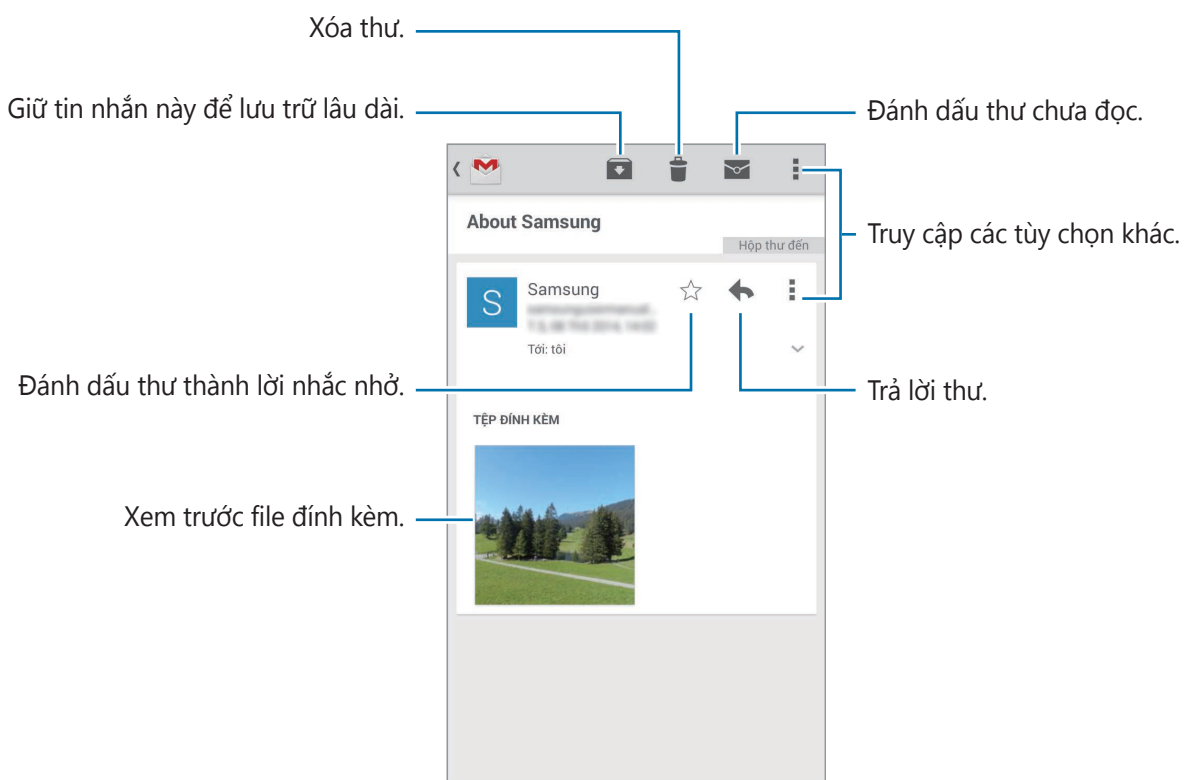 Xóa thư.
Giữ tin nhắn này để lưu trữ lâu dài.
Đánh dấu thư chưa đọc.
About Samsung
Hộp thư đến
Truy cập các tùy chọn khác.
S
Samsung
Tới: tôi
Đánh dấu thư thành lời nhắc nhở.
Trả lời thư.
TỆP ĐÍNH KÈM
Xem trước file đính kèm.